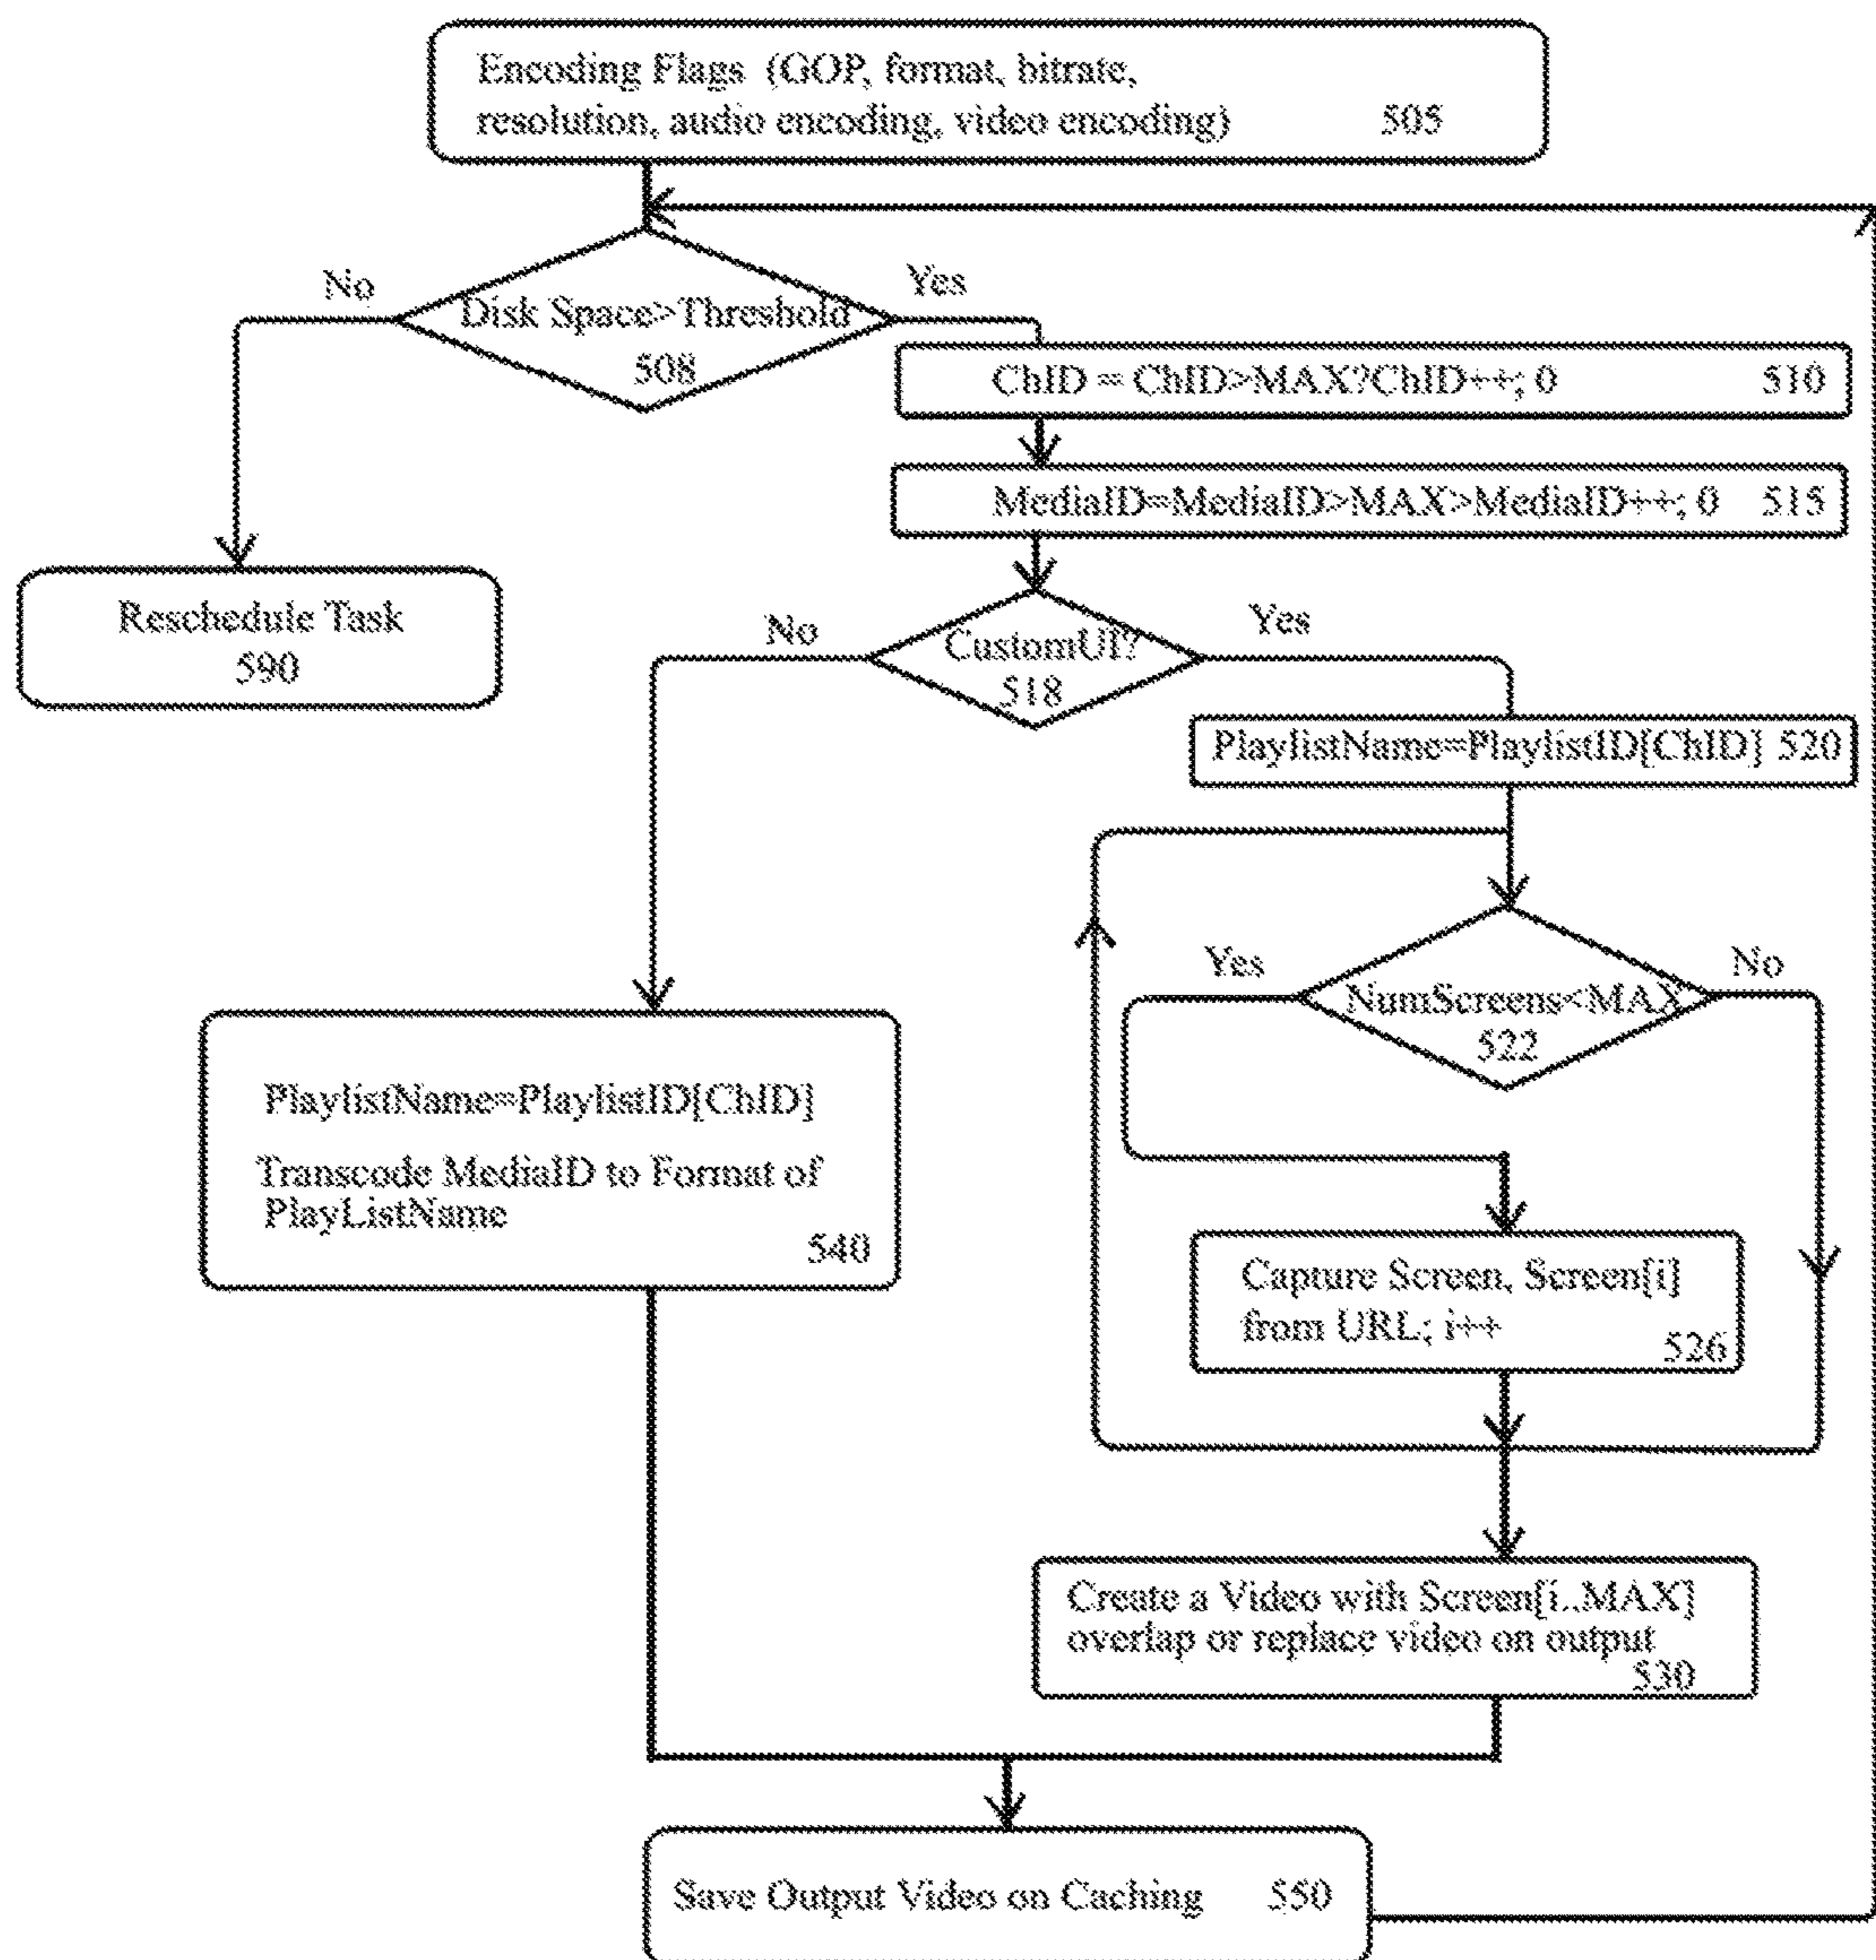 Encoding Flags (GOP, format, bitrate,
resolution, audio encoding, video encoding) 505
No
Yes
Disk Space>Threshold
508
ChID = ChID>MAX?ChID++; 0 510
MediaID=MediaID>MAX>MediaID++; 0 515
Reschedule Task
590
No
Yes
CustomUI?
518
PlaylistName=PlaylistID[ChID] 520
Yes
No
NumScreens<MAX
522
PlaylistName=PlaylistID[ChID]
Transcode MediaID to Format of
PlayListName
540
Capture Screen, Screen[i]
from URL; i++
526
Create a Video with Screen[i..MAX]
overlap or replace video on output
530
Save Output Video on Caching 550